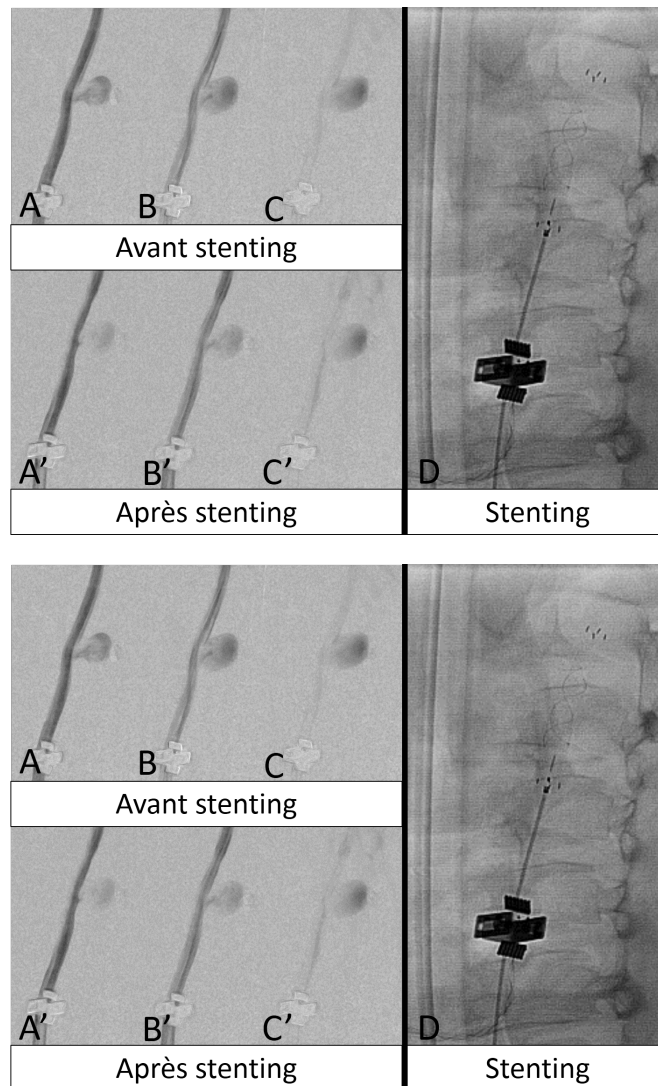 A B C
Avant stenting
A’ B’ C’ D
Après stenting Stenting
A B C
Avant stenting
A’ B’ C’ D
Après stenting Stenting